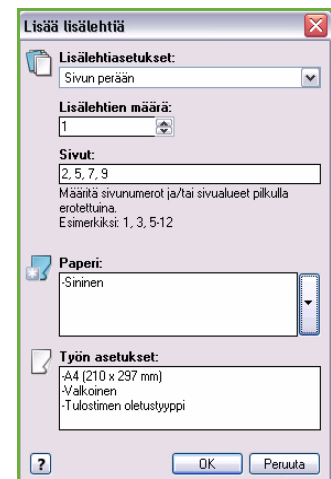 Lisää lisälehtiä
Lisälehtiasetukset:
Sivun perään
Lisälehtien määrä:
1
Sivut:
2, 5, 7, 9
Määritä sivunumerot ja/tai sivualueet pilkulla
erotettuina.
Esimerkiksi: 1, 3, 5-12
Paperi:
-Sininen
Työn asetukset:
-A4 (210 x 297 mm)
-Valkoinen
-Tulostimen oletustyyppi
? OK Peruuta